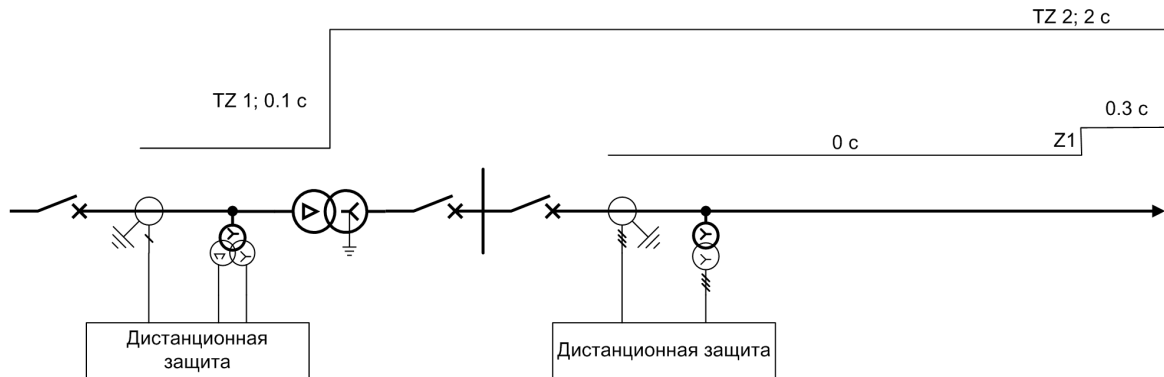 TZ 2; 2 с
TZ 1; 0.1 с
0.3 с
0 с
Z1
Дистанционная
защита
Дистанционная защита